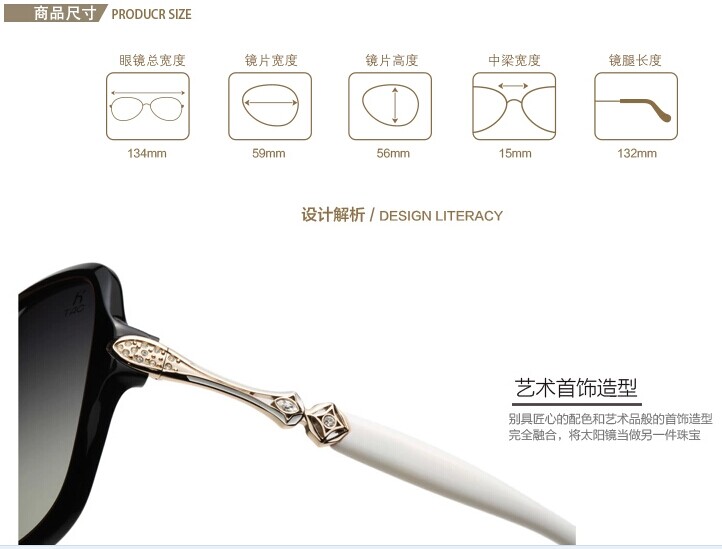 商品尺寸 PRODUCR SIZE
眼镜总宽度 镜片宽度 镜片高度 中梁宽度 镜腿长度
134mm 59mm 56mm 15mm 132mm
设计解析 / DESIGN LITERACY
艺术首饰造型
别具匠心的配色和艺术品般的首饰造型
完全融合，将太阳镜当做另一件珠宝